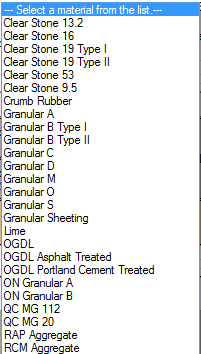 --- Select a material from the list.---
Clear Stone 13.2
Clear Stone 16
Clear Stone 19 Type I
Clear Stone 19 Type II
Clear Stone 53
Clear Stone 9.5
Crumb Rubber
Granular A
Granular B Type I
Granular B Type II
Granular C
Granular D
Granular M
Granular O
Granular S
Granular Sheeting
Lime
OGDL
OGDL Asphalt Treated
OGDL Portland Cement Treated
ON Granular A
ON Granular B
QC MG 112
QC MG 20
RAP Aggregate
RCM Aggregate